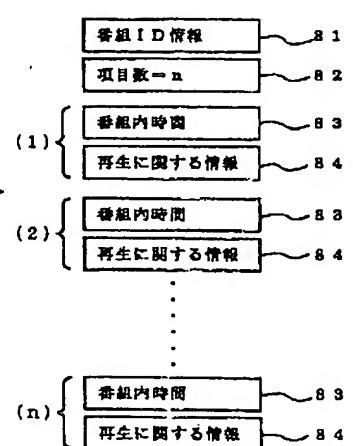 番組ID情報 81
項目数=n 82
(1) 番組内時間 83
再生に関する情報 84
(2) 番組内時間 83
再生に関する情報 84
(n) 番組内時間 83
再生に関する情報 84